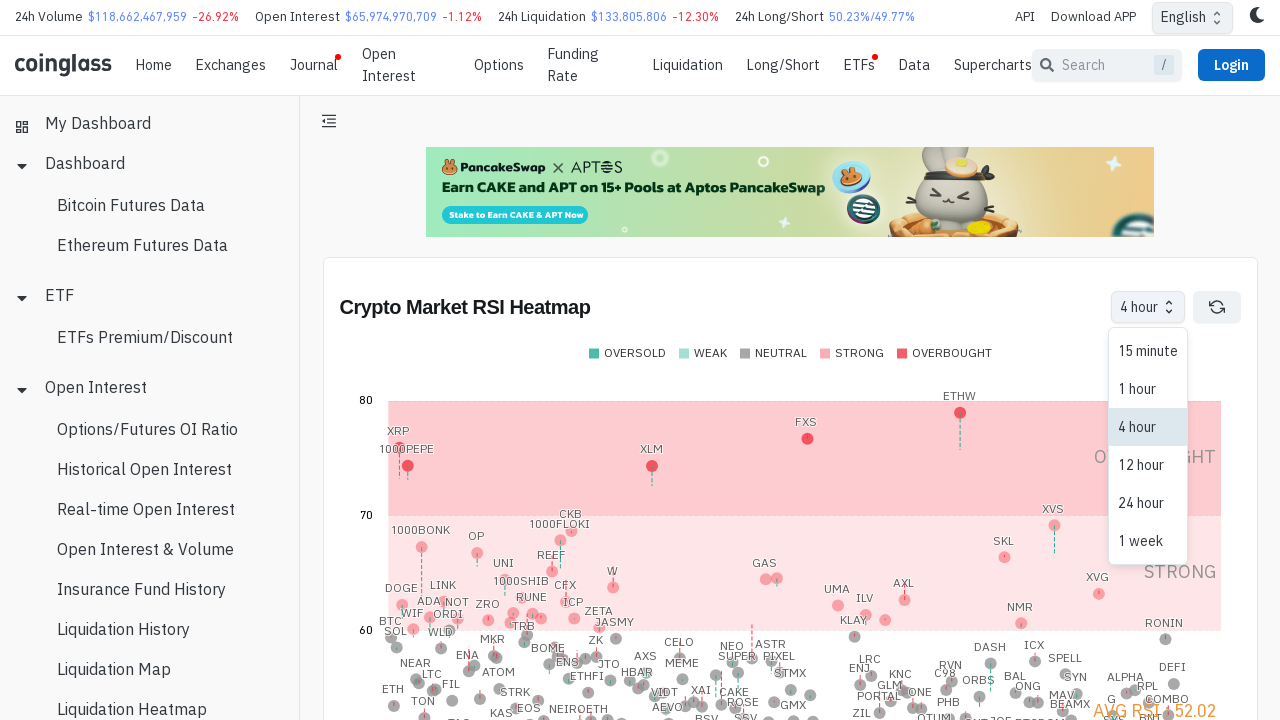 24h Volume $118,662,467,959 -26.92% Open Interest $65,974,970,709 -1.12% 24h Liquidation $133,805,806 -12.30% 24h Long/Short 50.23%/49.77% API Download APP English
coinglass Home Exchanges Journal Open Interest Options Funding Rate Liquidation Long/Short ETFs Data Supercharts Search / Login
My Dashboard
Dashboard
Bitcoin Futures Data
Ethereum Futures Data
ETF
ETFs Premium/Discount
Open Interest
Options/Futures OI Ratio
Historical Open Interest
Real-time Open Interest
Open Interest & Volume
Insurance Fund History
Liquidation History
Liquidation Map
Liquidation Heatmap
PancakeSwap X APTOS
Earn CAKE and APT on 15+ Pools at Aptos PancakeSwap
Stake to Earn CAKE & APT Now
Crypto Market RSI Heatmap
4 hour
15 minute
1 hour
4 hour
12 hour
24 hour
1 week
OVERSOLD WEAK NEUTRAL STRONG OVERBOUGHT
80
ETHW
FXS
XRP
1000PEPE
XLM
70
XVS
CKB
1000FLOKI
1000BONK
OP
SKL
REEF
UNI
W
GAS
XVG
1000SHIB
CFX
STRONG
DOGE
LINK
UMA
AXL
ADA
NOT
ZRO
RUNE
ICP
ILV
NMR
WIF
ORDI
ZETA
BTC
TRB
JASMY
KLAY
RONIN
60
SOL
WLD
MKR
ZK
CELO
NEO
ASTR
DASH
ICX
BOME
ENA
ENS
JTO
AXS
MEME
SUPER
PIXEL
LRC
RVN
SPELL
NEAR
LTC
ATOM
ETHFI
HBAR
STMX
ENJ
KNC
C98
ORBS
BAL
SYN
ALPHA
DEFI
ETH
FIL
STRK
VIDT
XAI
CAKE
GLM
ONE
ONG
MAV
RPL
TON
KAS
EOS
NEIROETH
AEVO
ROSE
GMX
PORTAL
PHB
BEAMX
COMBO
BSV
SSV
ZIL
AVG RSI : 52.02